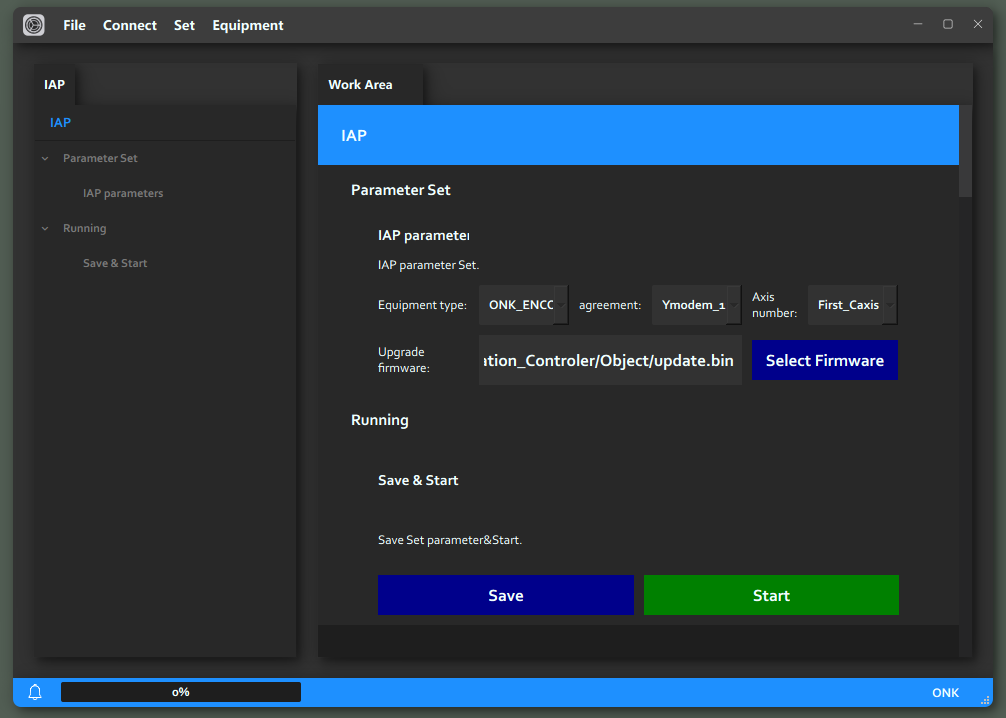 File Connect Set Equipment
IAP
IAP
Parameter Set
IAP parameters
Running
Save & Start
Work Area
IAP
Parameter Set
IAP parameter
IAP parameter Set.
Equipment type: ONK_ENCO agreement: Ymodem_1 Axis number: First_Caxis
Upgrade firmware: ation_Controler/Object/update.bin Select Firmware
Running
Save & Start
Save Set parameter&Start.
Save Start
0% ONK